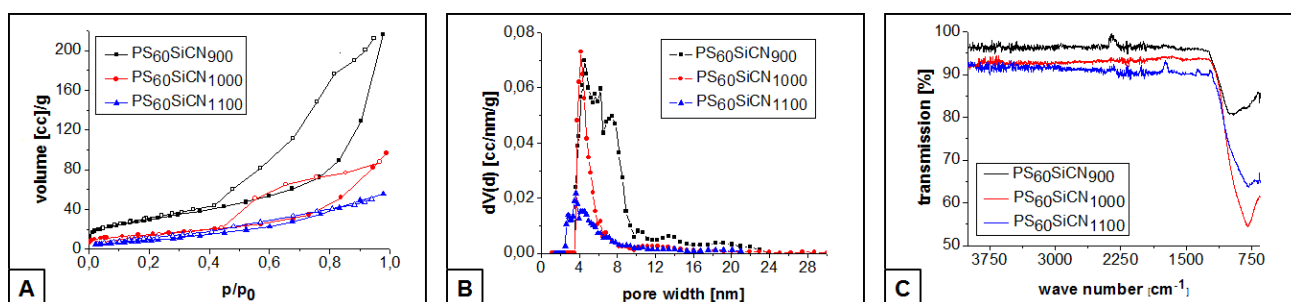 200
160
120
80
40
0
0,0 0,2 0,4 0,6 0,8 1,0
volume [cc]/g
p/p0
PS60SiCN900
PS60SiCN1000
PS60SiCN1100
A
0,08
0,06
0,04
0,02
0,00
0 4 8 12 16 20 24 28
dV(d) [cc/nm/g]
pore width [nm]
PS60SiCN900
PS60SiCN1000
PS60SiCN1100
B
100
90
80
70
60
50
3750 3000 2250 1500 750
transmission [%]
wave number [cm-1]
PS60SiCN900
PS60SiCN1000
PS60SiCN1100
C